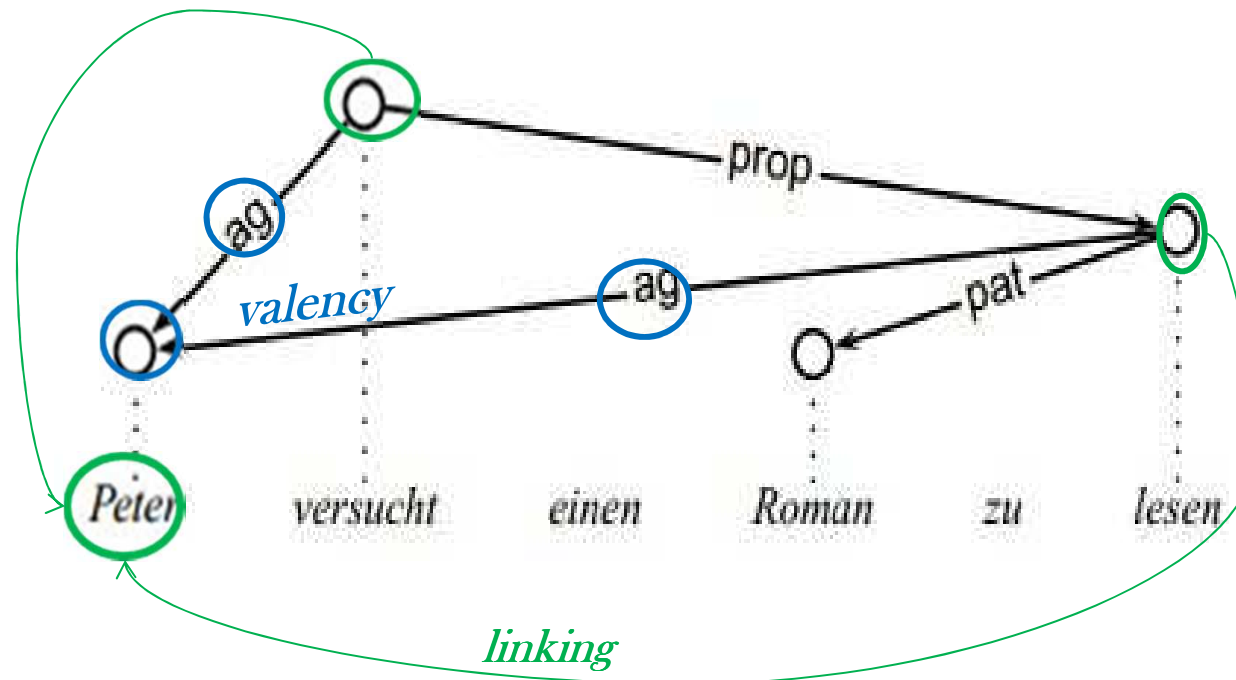 prop
ag
ag
pat
valency
Peter versucht einen Roman zu lesen
linking